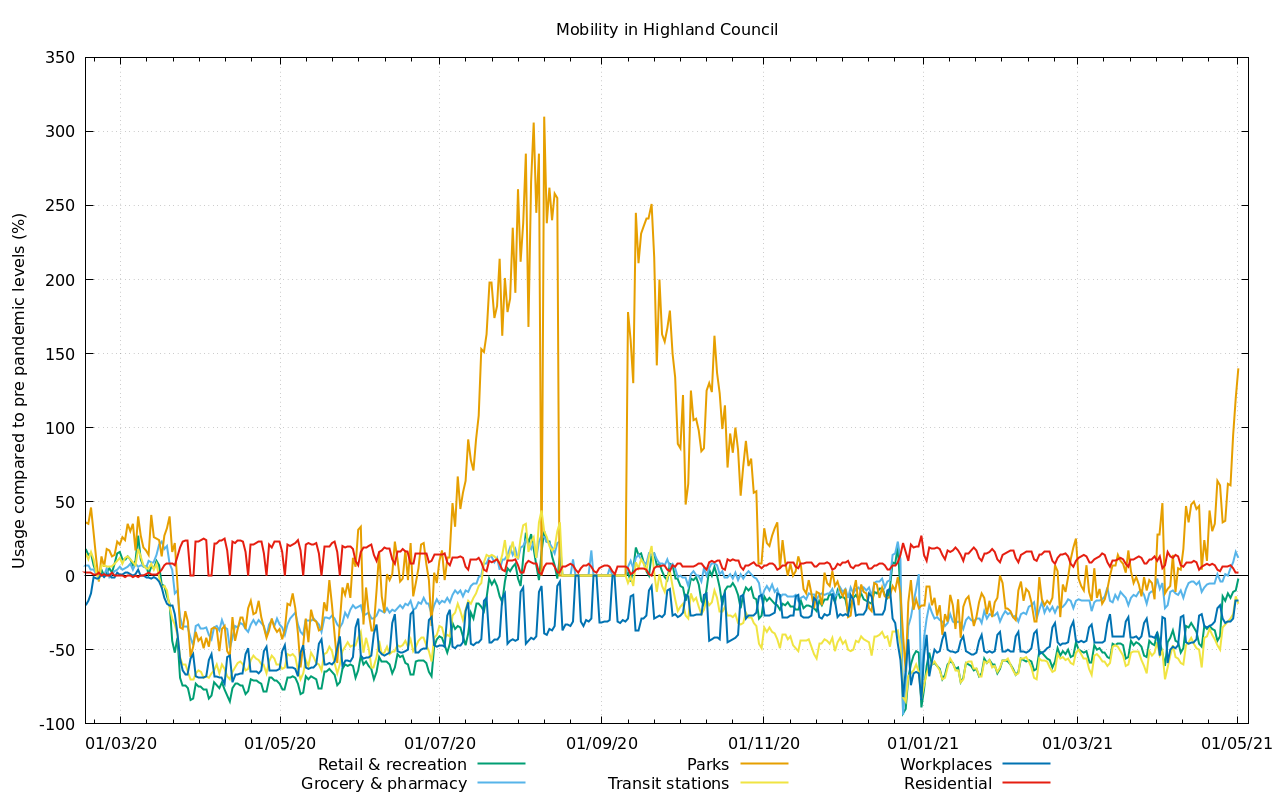 Mobility in Highland Council
350
300
250
200
150
100
50
0
-50
-100
Usage compared to pre pandemic levels (%)
01/03/20 01/05/20 01/07/20 01/09/20 01/11/20 01/01/21 01/03/21 01/05/21
Retail & recreation Parks Workplaces
Grocery & pharmacy Transit stations Residential